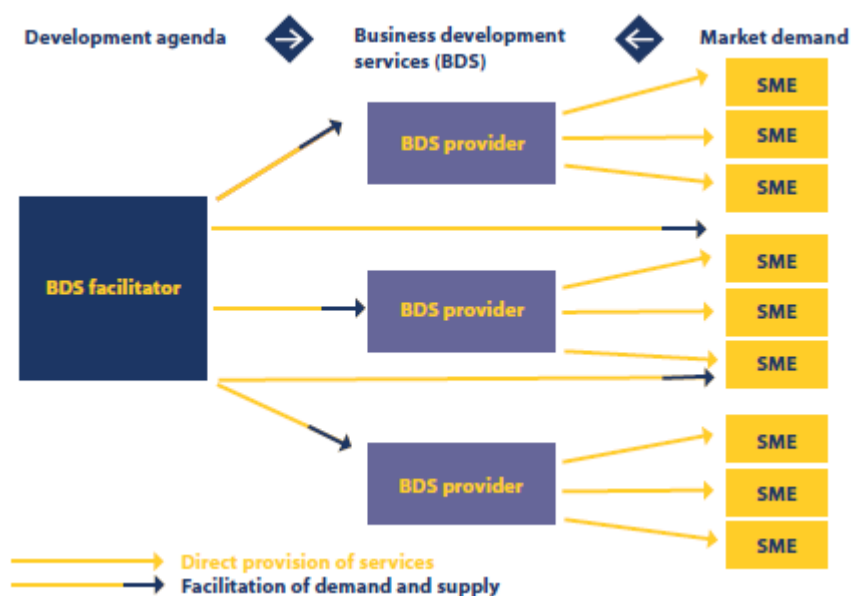 Development agenda
Business development
services (BDS)
Market demand
SME
SME
SME
BDS provider
BDS facilitator
SME
SME
SME
BDS provider
SME
SME
SME
BDS provider
Direct provision of services
Facilitation of demand and supply